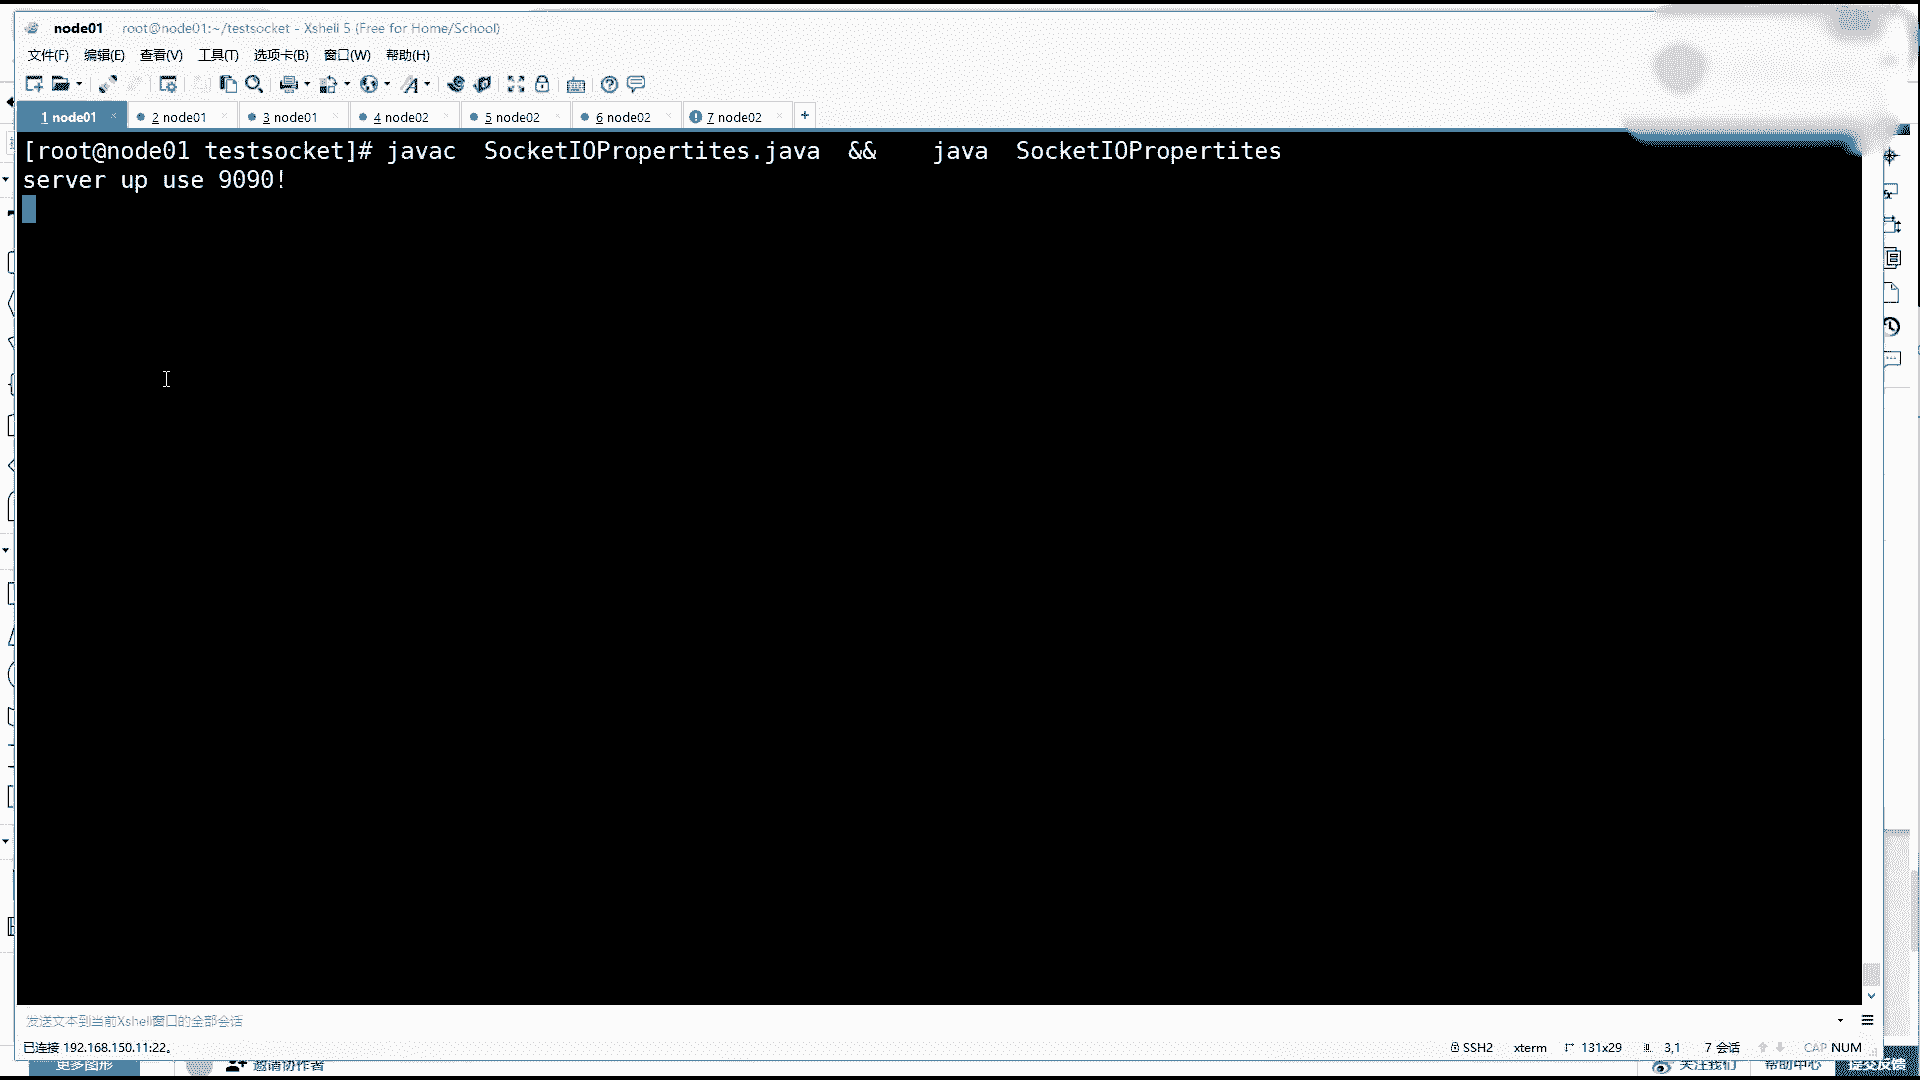 node01 root@node01:~/testsocket - Xshell 5 (Free for Home/School)
文件(F) 编辑(E) 查看(V) 工具(T) 选项卡(B) 窗口(W) 帮助(H)
1 node01 2 node01 3 node01 4 node02 5 node02 6 node02 7 node02 +
[root@node01 testsocket]# javac  SocketIOPropertites.java  &&    java  SocketIOPropertites
server up use 9090!
发送文本到当前Xshell窗口的全部会话
已连接 192.168.150.11:22。 SSH2 xterm 131x29 3,1 7 会话 CAP NUM
更多图形 邀请协作者 关注我们 帮助中心 提交反馈